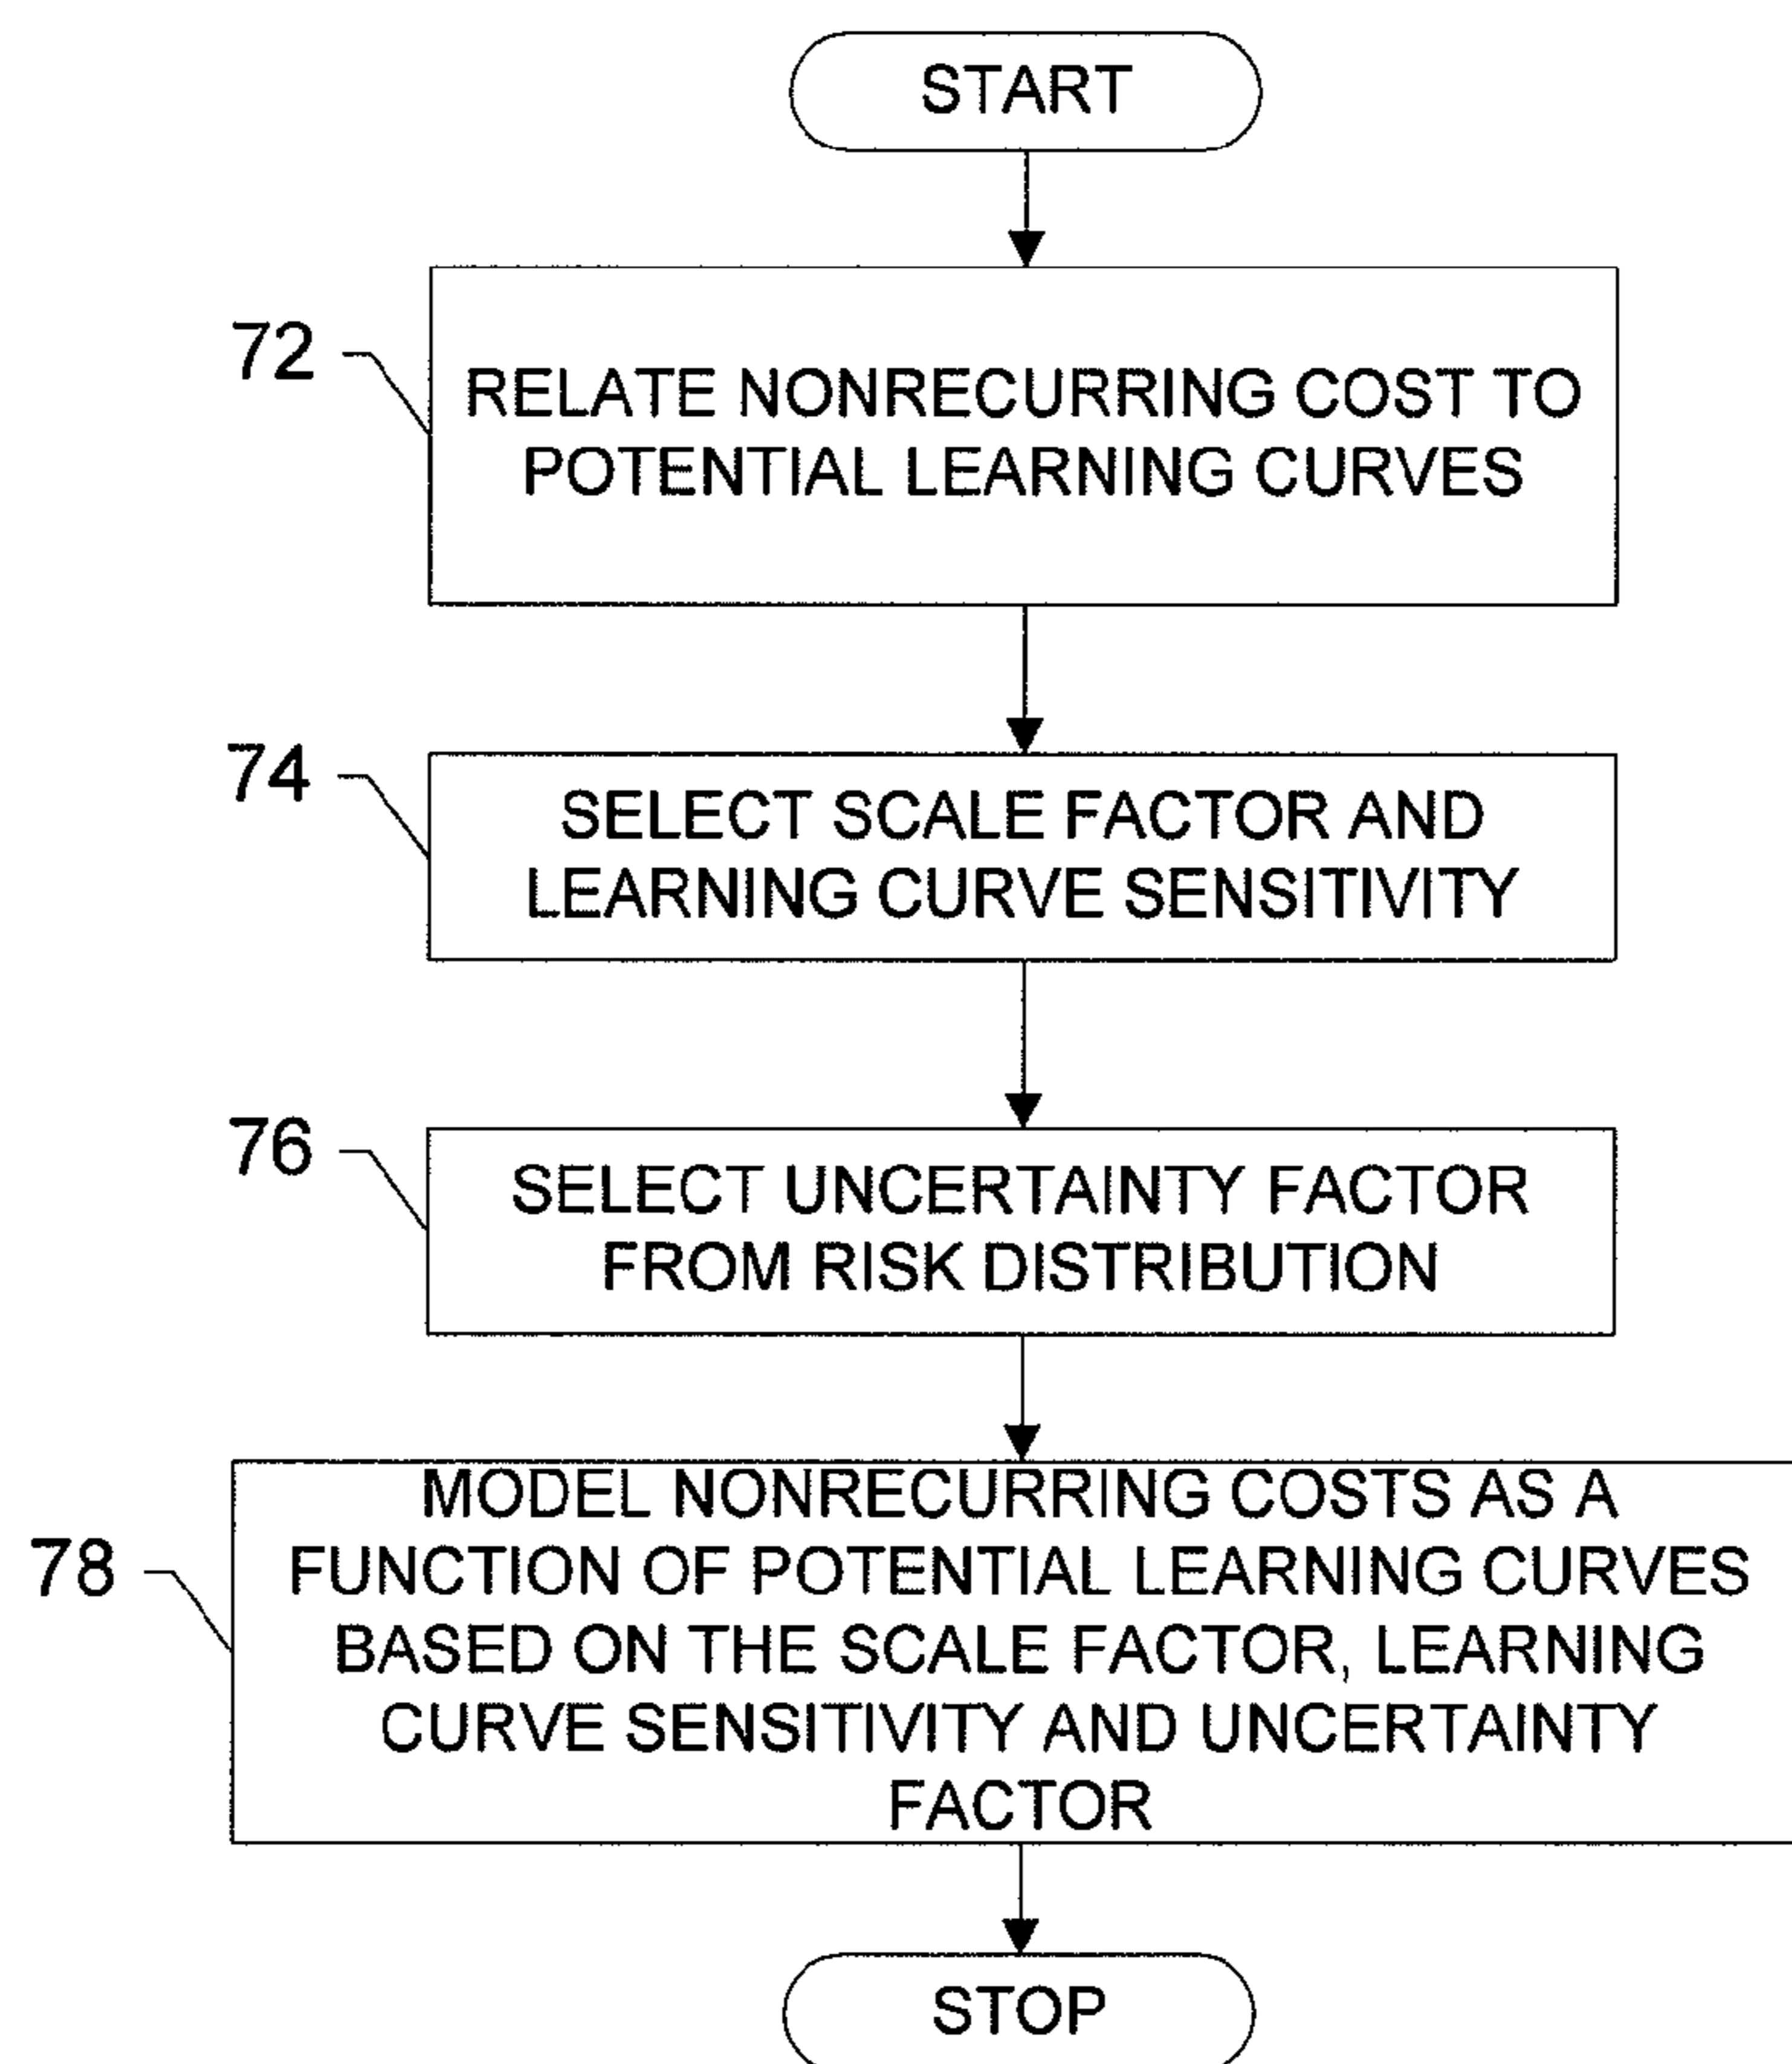 START
72
RELATE NONRECURRING COST TO
POTENTIAL LEARNING CURVES
74
SELECT SCALE FACTOR AND
LEARNING CURVE SENSITIVITY
76
SELECT UNCERTAINTY FACTOR
FROM RISK DISTRIBUTION
78
MODEL NONRECURRING COSTS AS A
FUNCTION OF POTENTIAL LEARNING CURVES
BASED ON THE SCALE FACTOR, LEARNING
CURVE SENSITIVITY AND UNCERTAINTY
FACTOR
STOP